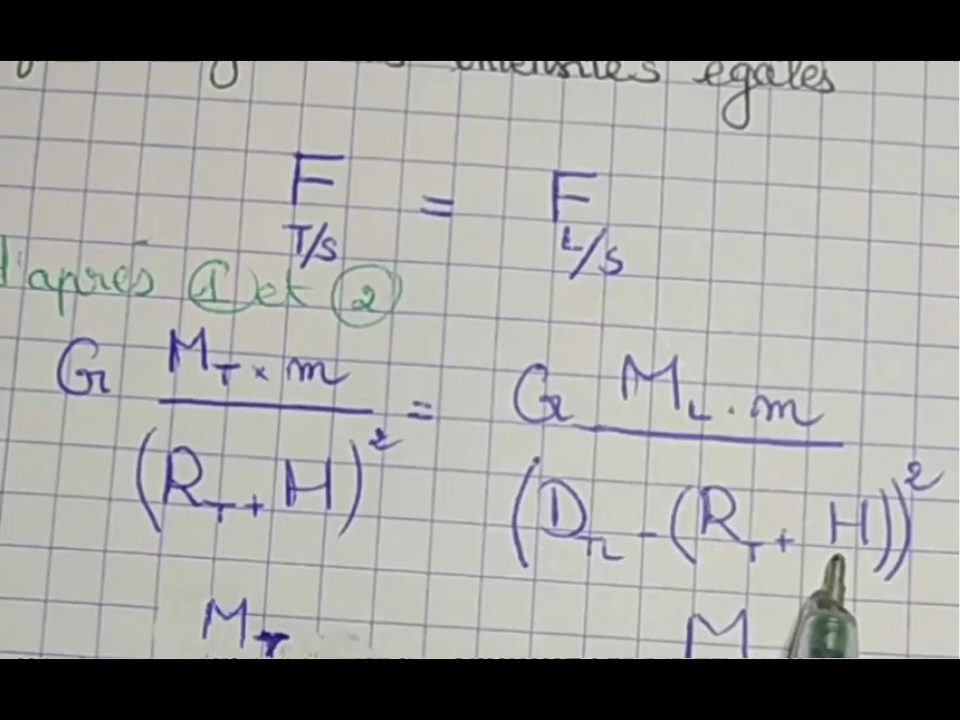 égales
F = F
T/S L/S
d'après ① et ②
G M_T × m = G M_L . m
(R_T + H)² (D_TL - (R_T + H))²
M_T M